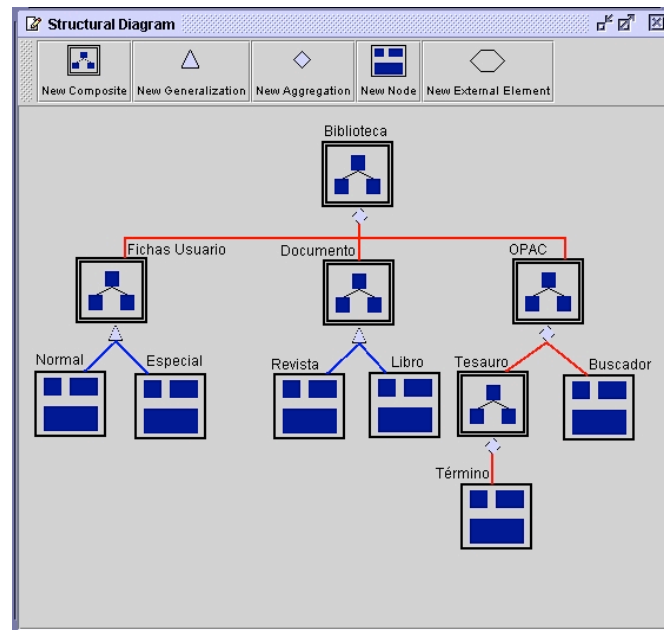 Structural Diagram
New Composite New Generalization New Aggregation New Node New External Element
Biblioteca
Fichas Usuario Documento OPAC
Normal Especial Revista Libro Tesauro Buscador
Término